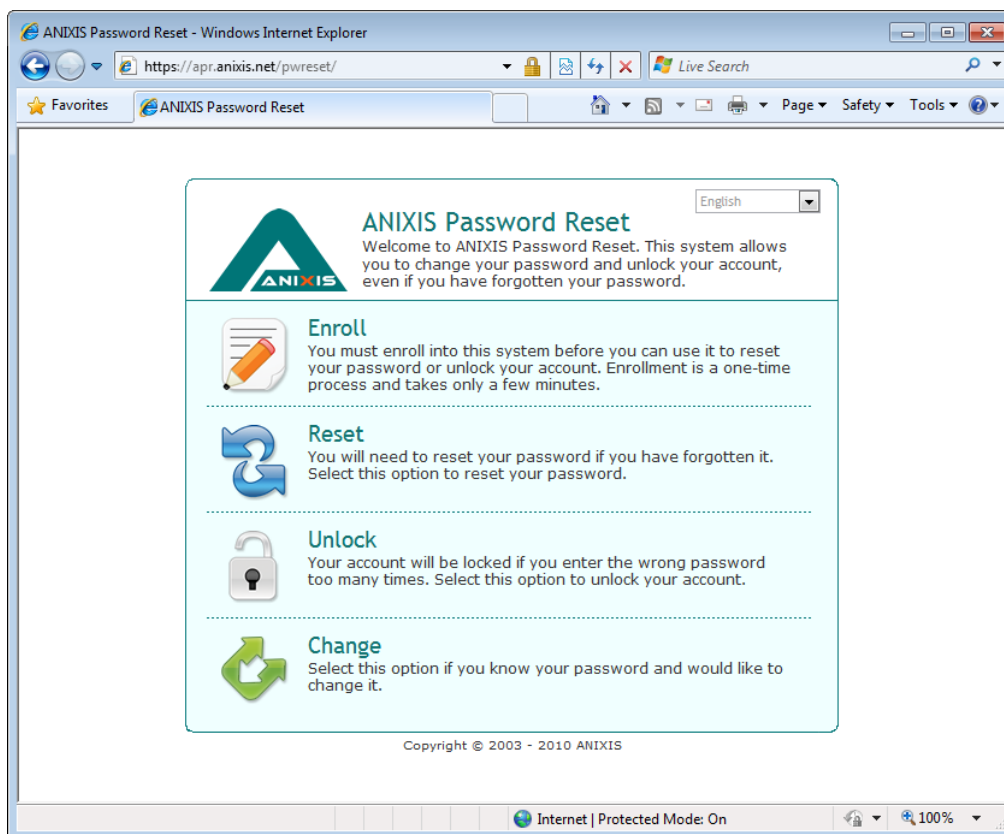 ANIXIS Password Reset - Windows Internet Explorer
https://apr.anixis.net/pwreset/
Live Search
Favorites
ANIXIS Password Reset
Page
Safety
Tools
English
ANIXIS
ANIXIS Password Reset
Welcome to ANIXIS Password Reset. This system allows
you to change your password and unlock your account,
even if you have forgotten your password.
Enroll
You must enroll into this system before you can use it to reset
your password or unlock your account. Enrollment is a one-time
process and takes only a few minutes.
Reset
You will need to reset your password if you have forgotten it.
Select this option to reset your password.
Unlock
Your account will be locked if you enter the wrong password
too many times. Select this option to unlock your account.
Change
Select this option if you know your password and would like to
change it.
Copyright © 2003 - 2010 ANIXIS
Internet | Protected Mode: On
100%